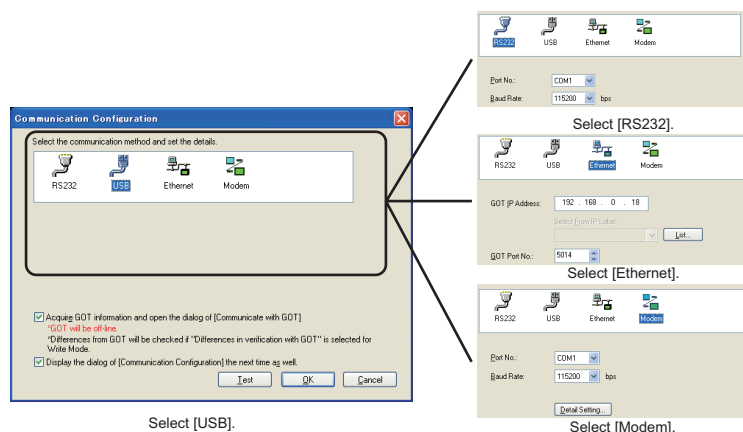 Communication Configuration
Select the communication method and set the details.
RS232 USB Ethernet Modem
Acquire GOT information and open the dialog of [Communicate with GOT]
*GOT will be off-line.
*Differences from GOT will be checked if "Differences in verification with GOT" is selected for
Write Mode.
Display the dialog of [Communication Configuration] the next time as well.
Test OK Cancel
Select [USB].
RS232 USB Ethernet Modem
Port No.: COM1
Baud Rate: 115200 bps
Select [RS232].
RS232 USB Ethernet Modem
GOT IP Address: 192 . 168 . 0 . 18
Select From IP Label:
List...
GOT Port No.: 5014
Select [Ethernet].
RS232 USB Ethernet Modem
Port No.: COM1
Baud Rate: 115200 bps
Detail Setting...
Select [Modem].